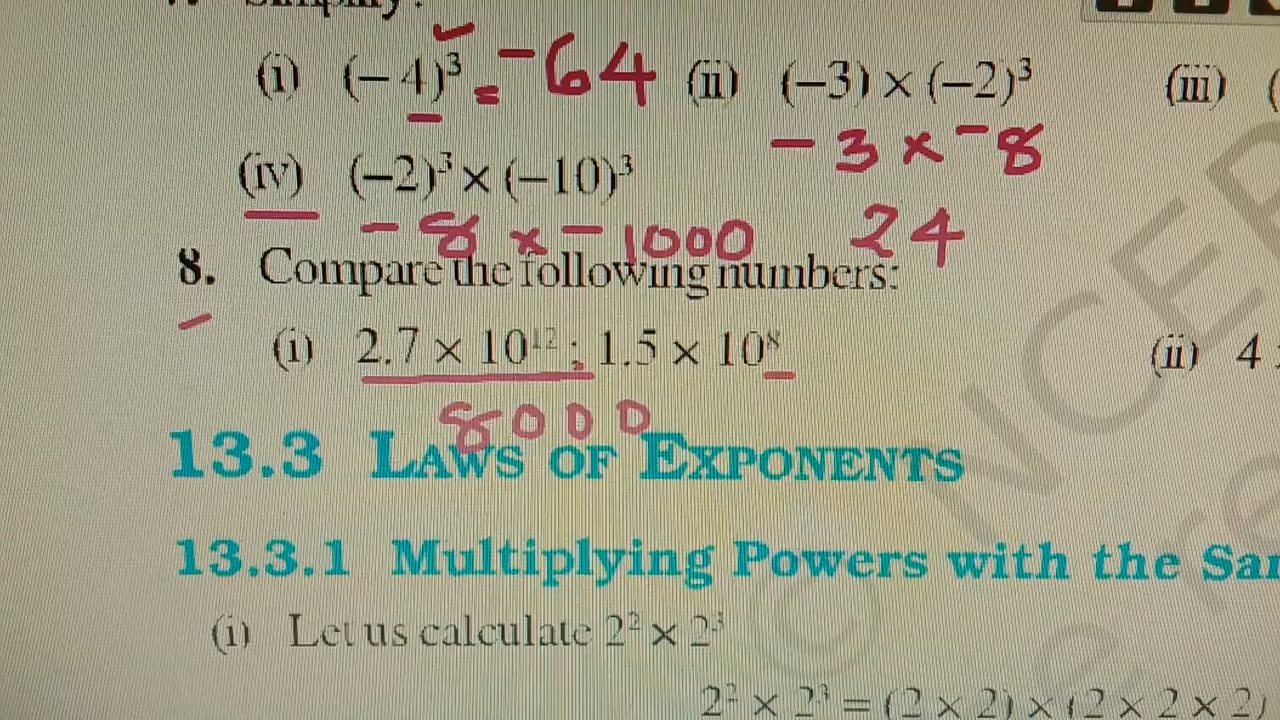 Simplify:
(i) (−4)³ = −64 (ii) (−3) × (−2)³ (iii) (
− 3 × − 8
(iv) (−2)³ × (−10)³
− 8 × − 1000 24
8. Compare the following numbers:
(i) 2.7 × 10¹² ; 1.5 × 10⁸ (ii) 4
8000
13.3 LAWS OF EXPONENTS
13.3.1 Multiplying Powers with the
(i) Let us calculate 2² × 2³
2² × 2³ = (2 × 2) × (2 × 2 × 2)
© NCER